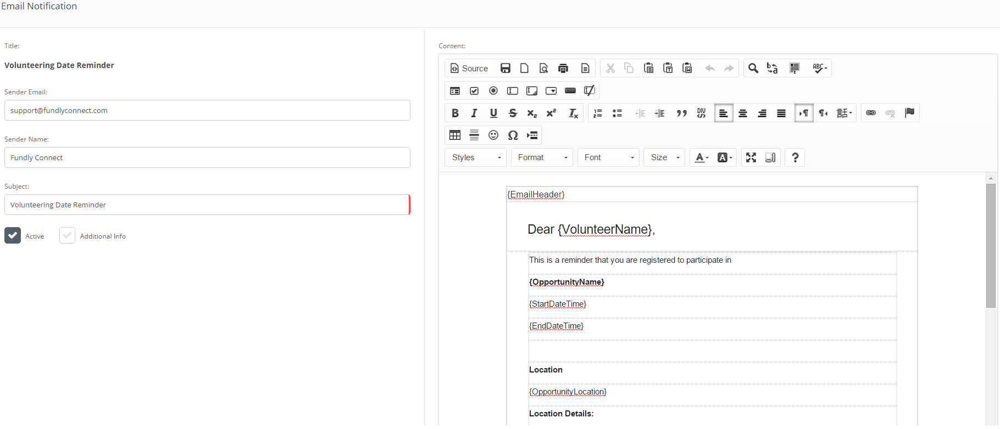 Email Notification
Title:
Volunteering Date Reminder
Sender Email:
support@fundlyconnect.com
Sender Name:
Fundly Connect
Subject:
Volunteering Date Reminder
Active
Additional Info
Content:
Source
Styles Format Font Size
{EmailHeader}
Dear {VolunteerName},
This is a reminder that you are registered to participate in
{OpportunityName}
{StartDateTime}
{EndDateTime}
Location
{OpportunityLocation}
Location Details: